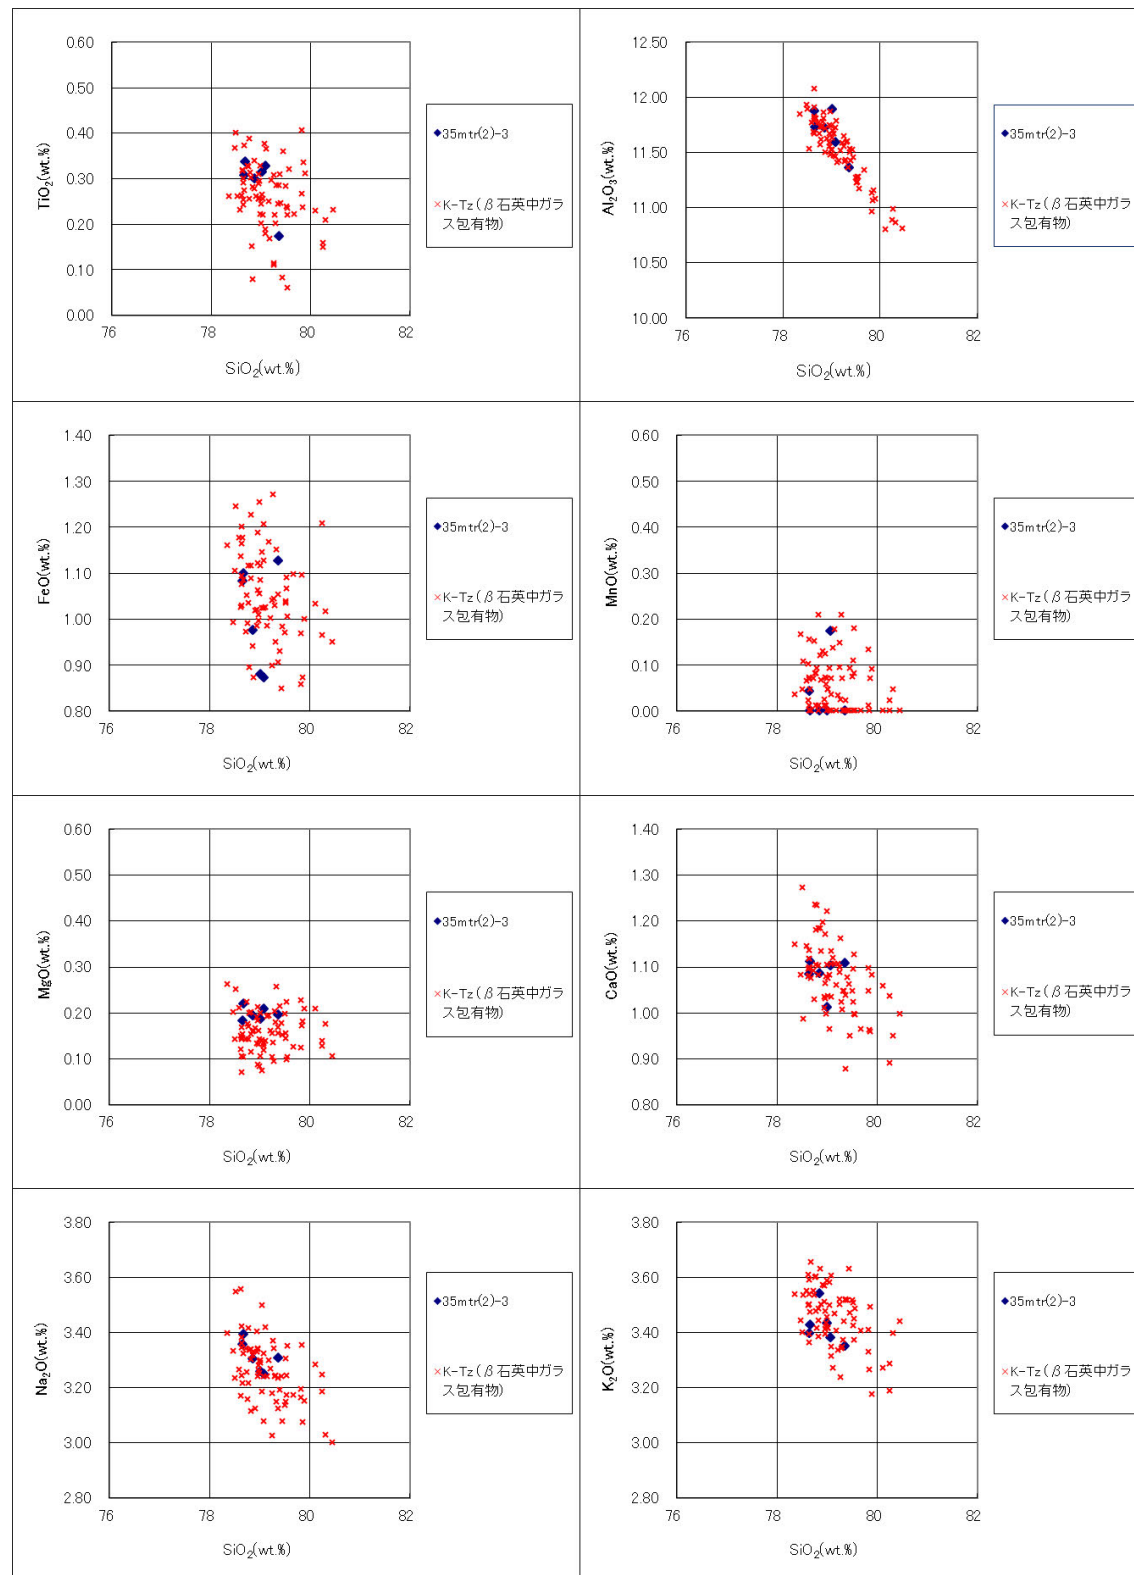 0.60
0.50
0.40
0.30
0.20
0.10
0.00
76
78
80
82
TiO₂(wt.%)
SiO₂(wt.%)
35mtr(2)-3
K-Tz(β石英中ガラ
ス包有物)
12.50
12.00
11.50
11.00
10.50
10.00
76
78
80
82
Al₂O₃(wt.%)
SiO₂(wt.%)
35mtr(2)-3
K-Tz(β石英中ガラ
ス包有物)
1.40
1.30
1.20
1.10
1.00
0.90
0.80
76
78
80
82
FeO(wt.%)
SiO₂(wt.%)
35mtr(2)-3
K-Tz(β石英中ガラ
ス包有物)
0.60
0.50
0.40
0.30
0.20
0.10
0.00
76
78
80
82
MnO(wt.%)
SiO₂(wt.%)
35mtr(2)-3
K-Tz(β石英中ガラ
ス包有物)
0.60
0.50
0.40
0.30
0.20
0.10
0.00
76
78
80
82
MgO(wt.%)
SiO₂(wt.%)
35mtr(2)-3
K-Tz(β石英中ガラ
ス包有物)
1.40
1.30
1.20
1.10
1.00
0.90
0.80
76
78
80
82
CaO(wt.%)
SiO₂(wt.%)
35mtr(2)-3
K-Tz(β石英中ガラ
ス包有物)
3.80
3.60
3.40
3.20
3.00
2.80
76
78
80
82
Na₂O(wt.%)
SiO₂(wt.%)
35mtr(2)-3
K-Tz(β石英中ガラ
ス包有物)
3.80
3.60
3.40
3.20
3.00
2.80
76
78
80
82
K₂O(wt.%)
SiO₂(wt.%)
35mtr(2)-3
K-Tz(β石英中ガラ
ス包有物)